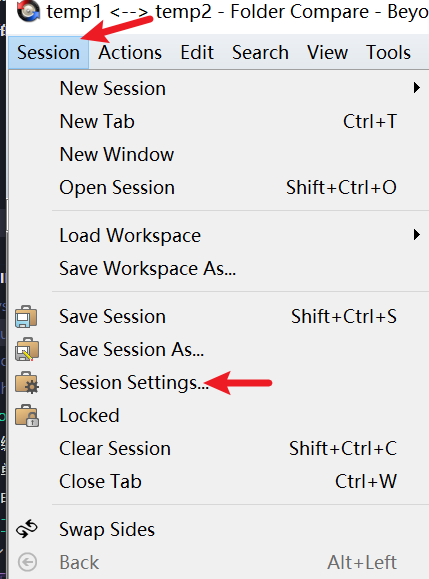 temp1 <--> temp2 - Folder Compare - Beyo
Session Actions Edit Search View Tools
New Session
New Tab Ctrl+T
New Window
Open Session Shift+Ctrl+O
Load Workspace
Save Workspace As...
Save Session Shift+Ctrl+S
Save Session As...
Session Settings...
Locked
Clear Session Shift+Ctrl+C
Close Tab Ctrl+W
Swap Sides
Back Alt+Left